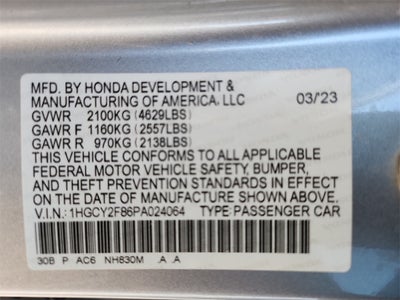 MFD. BY HONDA DEVELOPMENT &
MANUFACTURING OF AMERICA, LLC 03/23
GVWR 2100KG (4629LBS)
GAWR F 1160KG (2557LBS)
GAWR R 970KG (2138LBS)
THIS VEHICLE CONFORMS TO ALL APPLICABLE
FEDERAL MOTOR VEHICLE SAFETY, BUMPER,
AND THEFT PREVENTION STANDARDS IN EFFECT
ON THE DATE OF MANUFACTURE SHOWN ABOVE.
V.I.N.: 1HGCY2F86PA024064 TYPE: PASSENGER CAR
30B P AC6 NH830M .A .A